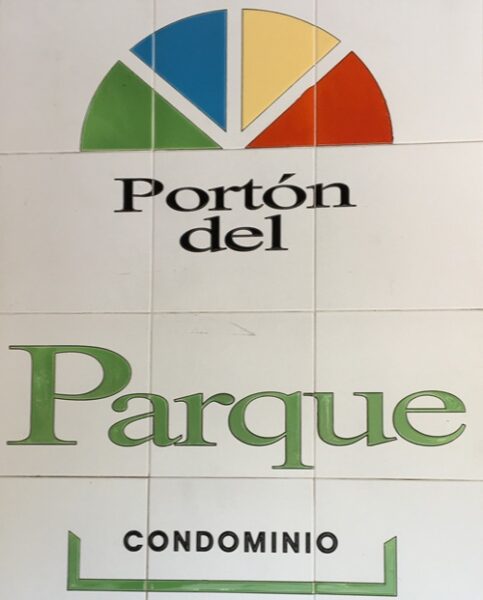 Portón
del
Parque
CONDOMINIO